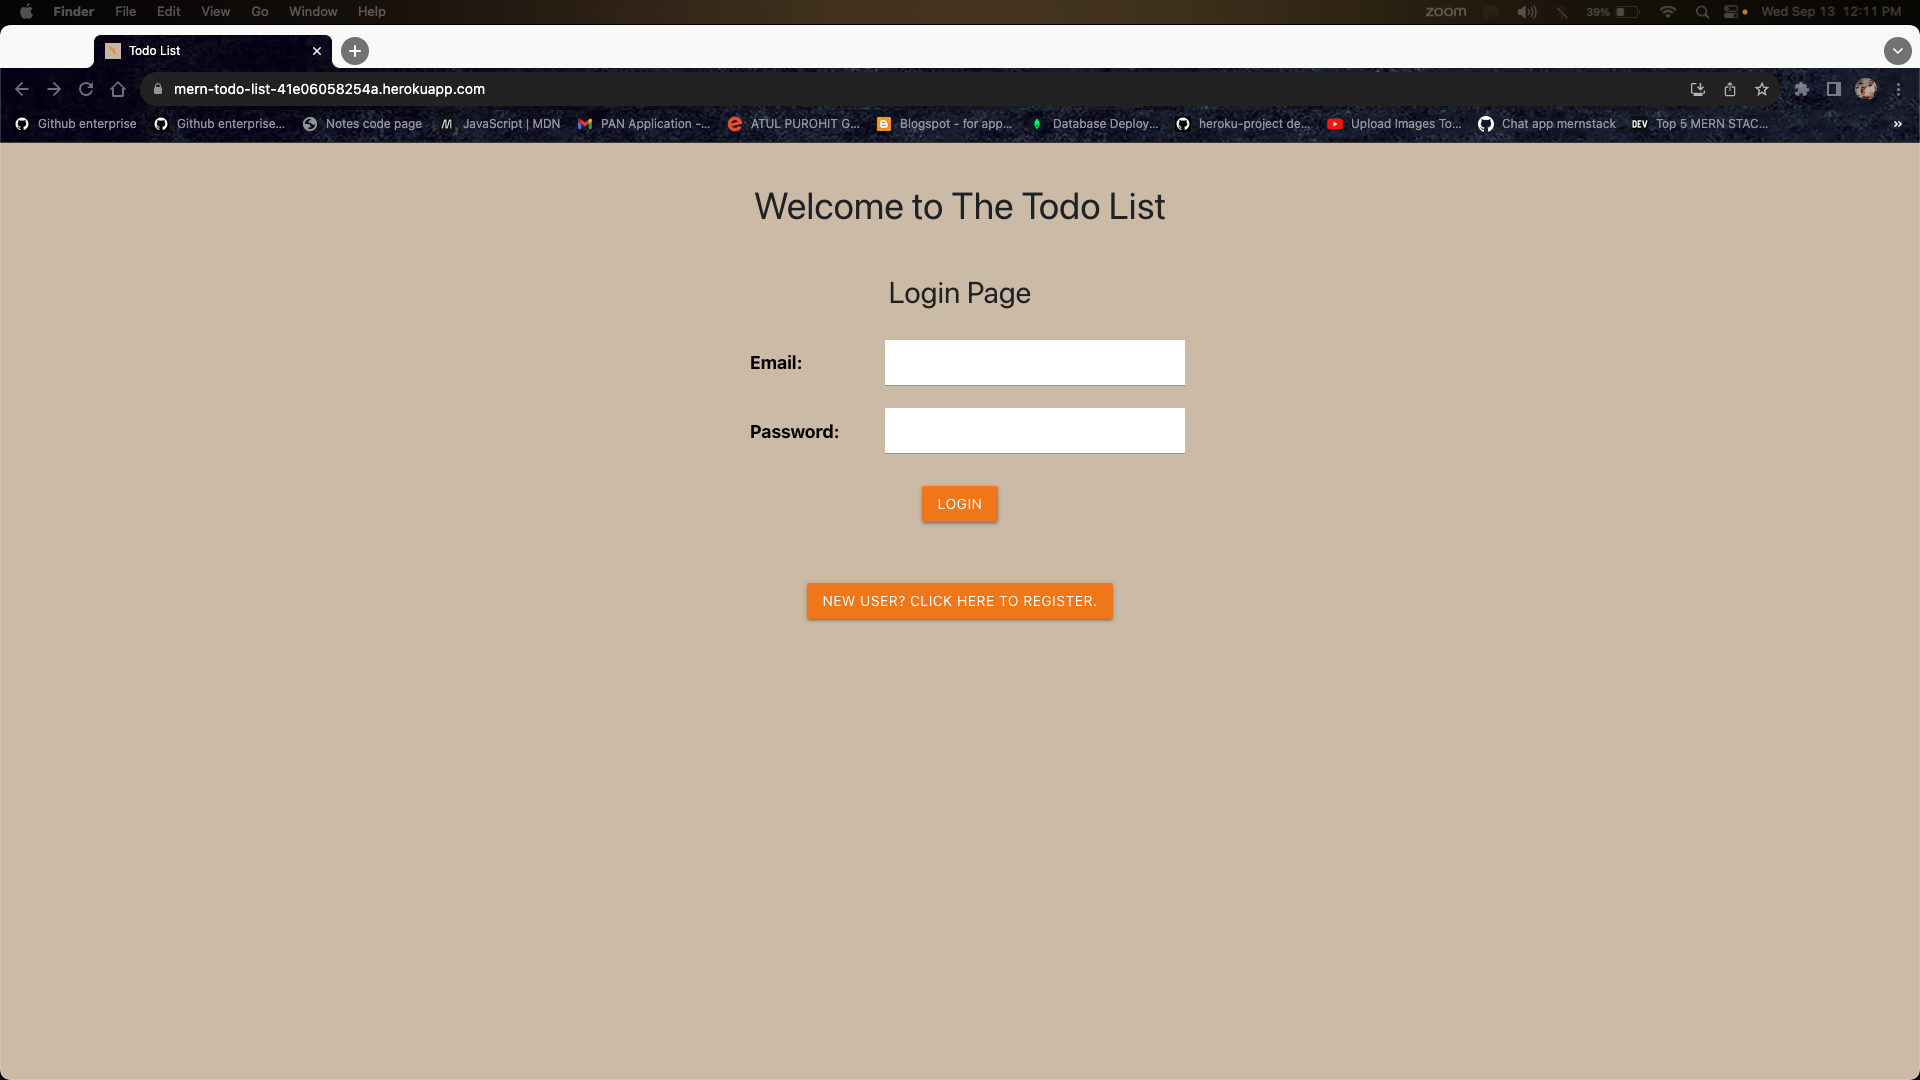 Finder File Edit View Go Window Help zoom 39% Wed Sep 13 12:11 PM
Todo List
mern-todo-list-41e06058254a.herokuapp.com
Github enterprise Github enterprise... Notes code page JavaScript | MDN PAN Application -... ATUL PUROHIT G... Blogspot - for app... Database Deploy... heroku-project de... Upload Images To... Chat app mernstack DEV Top 5 MERN STAC... »
Welcome to The Todo List
Login Page
Email:
Password:
LOGIN
NEW USER? CLICK HERE TO REGISTER.